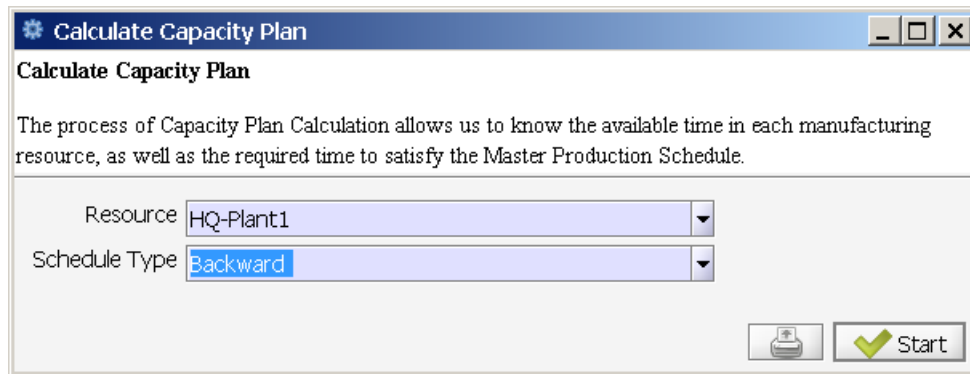 Calculate Capacity Plan
Calculate Capacity Plan
The process of Capacity Plan Calculation allows us to know the available time in each manufacturing
resource, as well as the required time to satisfy the Master Production Schedule.
Resource HQ-Plant1
Schedule Type Backward
Start